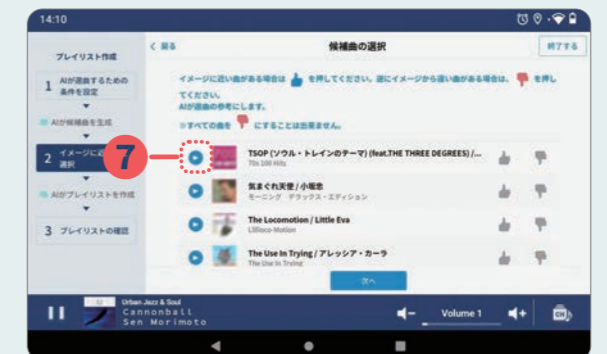 14:10
プレイリスト作成
1 AIが選曲するための
条件を設定
AIが候補曲を生成
2 イメージに近
選択
AIがプレイリストを作成
3 プレイリストの確認
7
< 戻る
候補曲の選択
終了する
イメージに近い曲がある場合は を押してください。逆にイメージから遠い曲がある場合は、 を押し
てください。
AIが選曲の参考にします。
※すべての曲を にすることは出来ません。
TSOP (ソウル・トレインのテーマ) (feat.THE THREE DEGREES) /...
70s 100 Hits
気まぐれ天使 / 小坂忠
モーニング デラックス・エディション
The Locomotion / Little Eva
Lllloco-Motion
The Use In Trying / アレッシア・カーラ
The Use In Trying
次へ
Urban Jazz & Soul
Cannonball
Sen Morimoto
Volume 1
CH